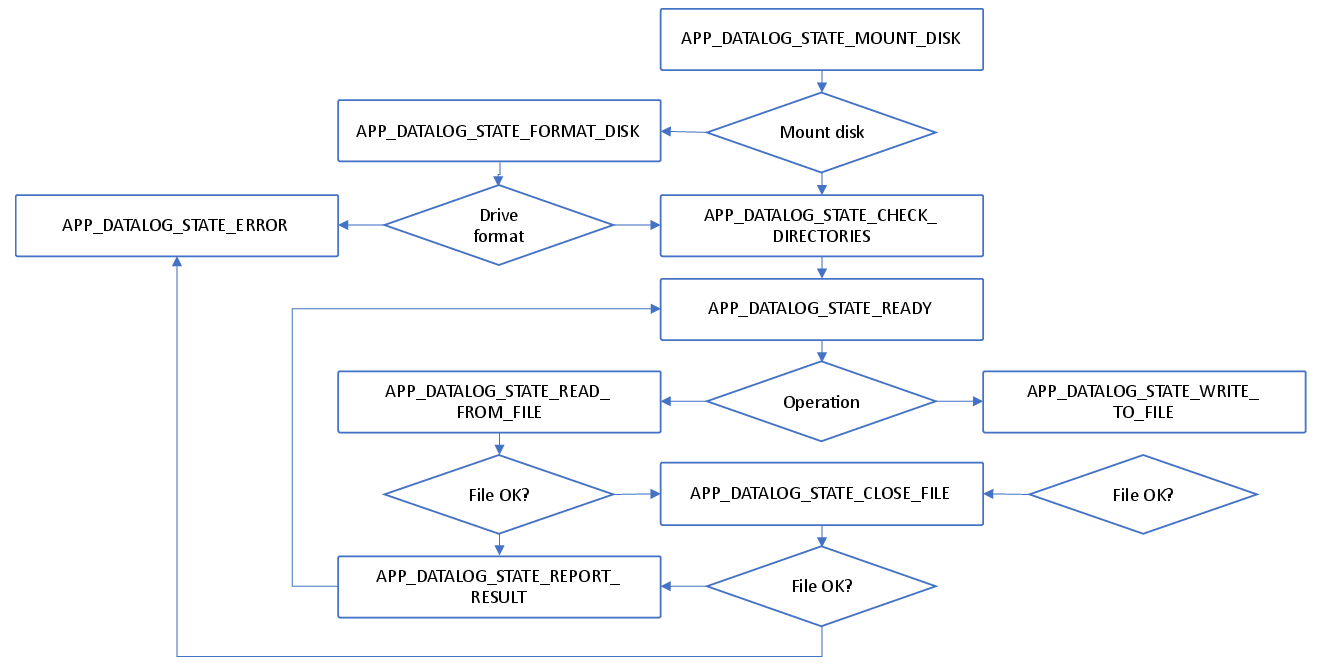 APP_DATALOG_STATE_MOUNT_DISK
Mount disk
APP_DATALOG_STATE_FORMAT_DISK
Drive
format
APP_DATALOG_STATE_ERROR
APP_DATALOG_STATE_CHECK_
DIRECTORIES
APP_DATALOG_STATE_READY
Operation
APP_DATALOG_STATE_READ_
FROM_FILE
APP_DATALOG_STATE_WRITE_
TO_FILE
File OK?
APP_DATALOG_STATE_CLOSE_FILE
File OK?
APP_DATALOG_STATE_REPORT_
RESULT
File OK?